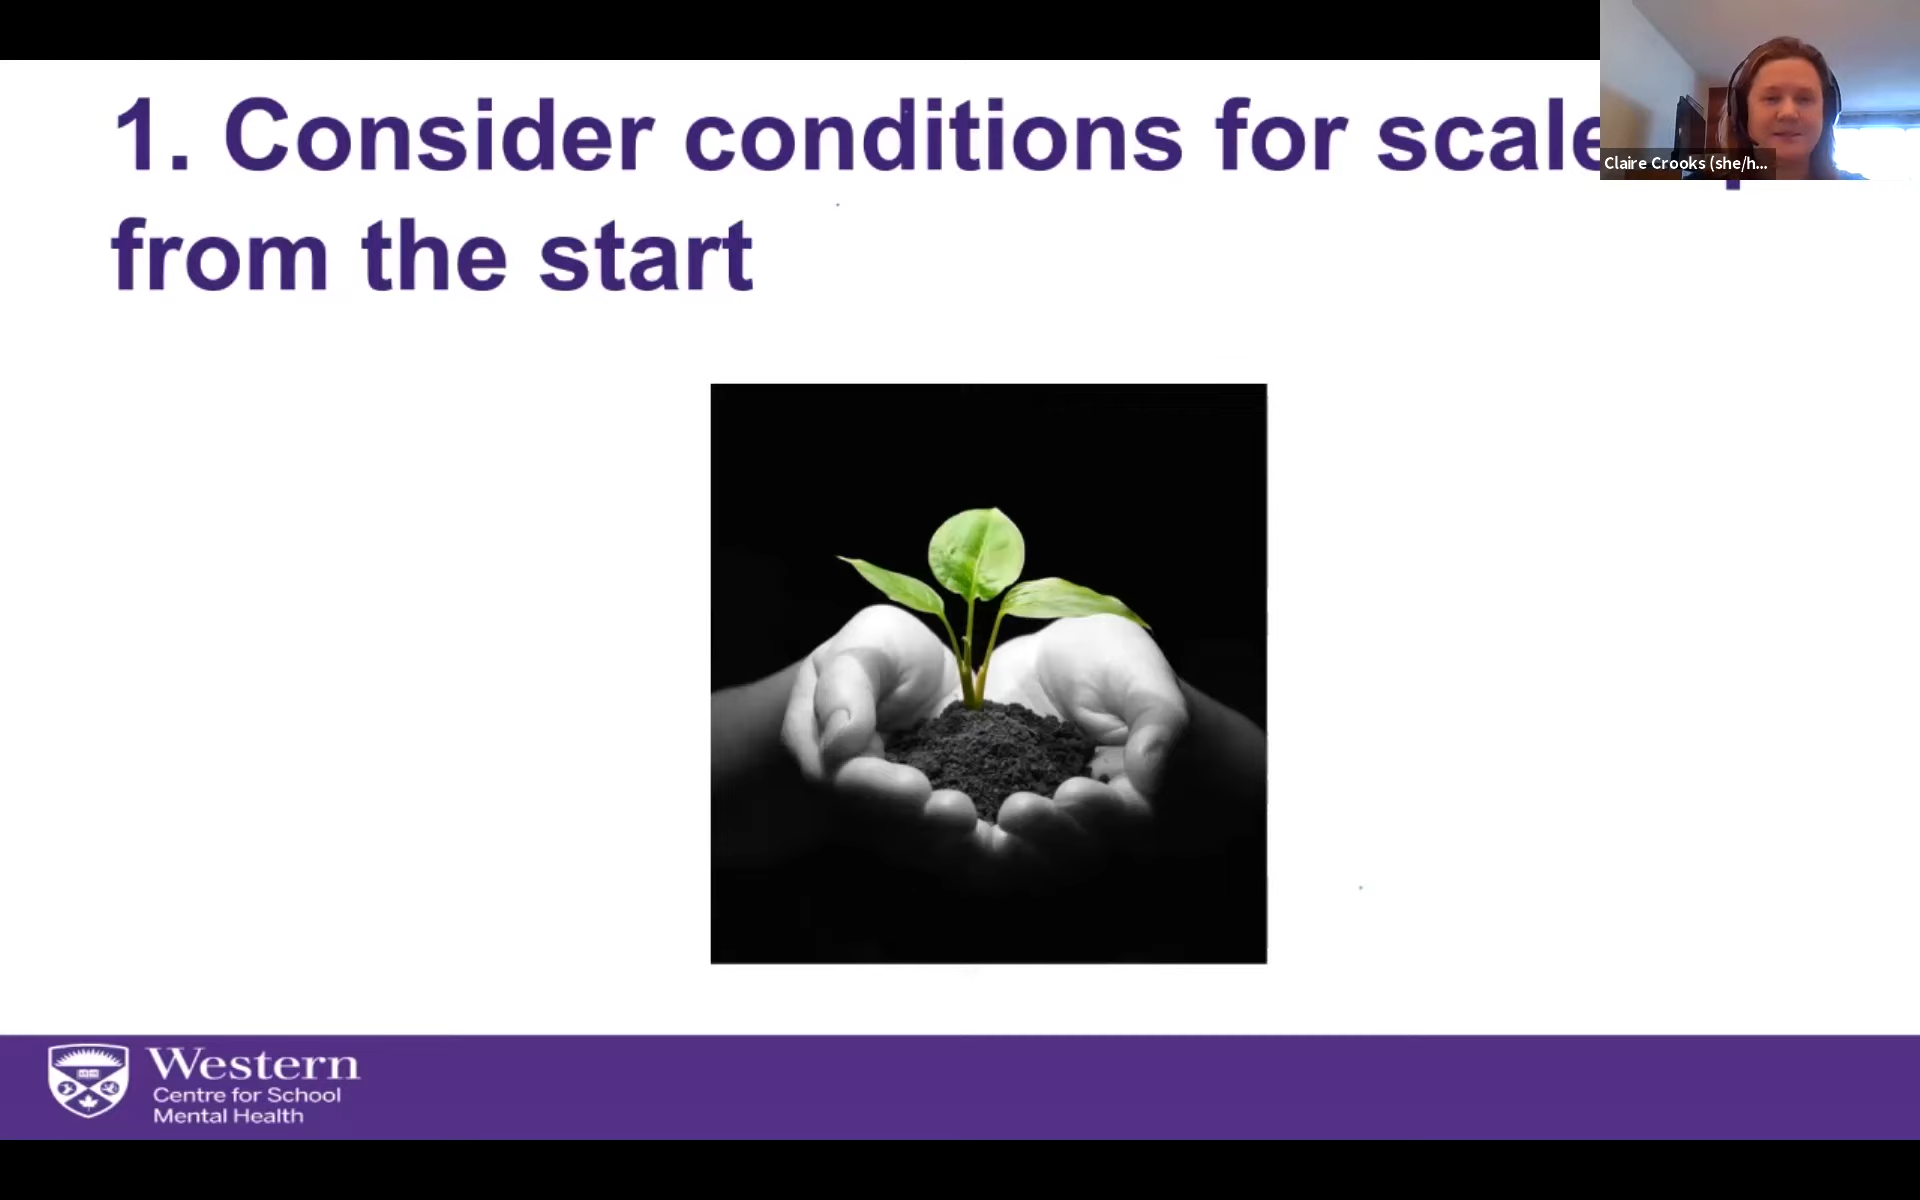 1. Consider conditions for scale
from the start
Claire Crooks (she/h...
Western
Centre for School
Mental Health